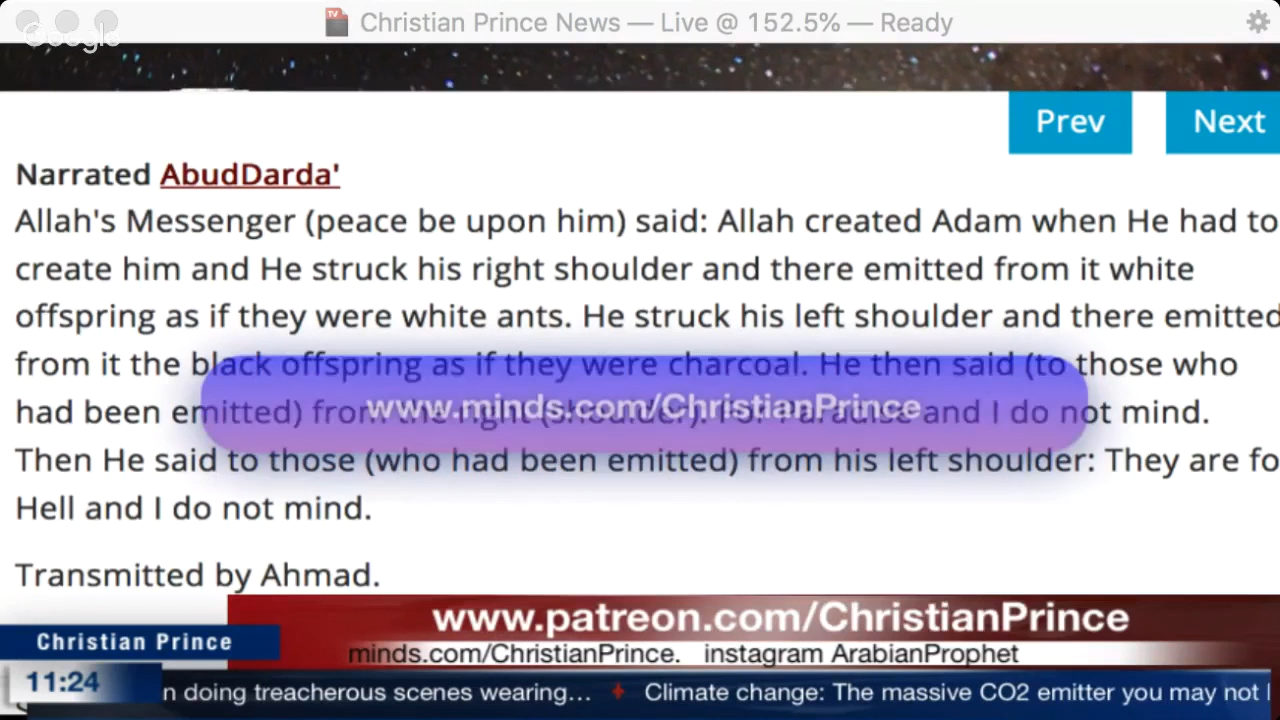 Google
Christian Prince News — Live @ 152.5% — Ready
Prev Next
Narrated AbudDarda'
Allah's Messenger (peace be upon him) said: Allah created Adam when He had to
create him and He struck his right shoulder and there emitted from it white
offspring as if they were white ants. He struck his left shoulder and there emitted
from it the black offspring as if they were charcoal. He then said (to those who
had been emitted) from the right (shoulder). For Paradise and I do not mind.
www.minds.com/ChristianPrince
Then He said to those (who had been emitted) from his left shoulder: They are fo
Hell and I do not mind.
Transmitted by Ahmad.
www.patreon.com/ChristianPrince
Christian Prince
minds.com/ChristianPrince. instagram ArabianProphet
11:24
n doing treacherous scenes wearing... Climate change: The massive CO2 emitter you may not